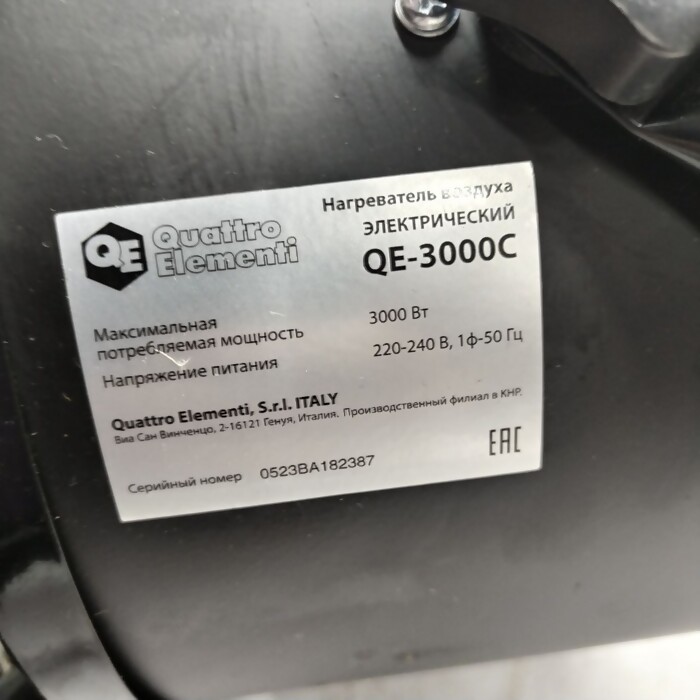 Нагреватель воздуха
ЭЛЕКТРИЧЕСКИЙ
QE-3000C
QE
Quattro
Elementi
Максимальная
потребляемая мощность
3000 Вт
Напряжение питания
220-240 В, 1ф-50 Гц
Quattro Elementi, S.r.l. ITALY
Виа Сан Винченцо, 2-16121 Генуя, Италия. Производственный филиал в КНР.
Серийный номер
0523BA182387
EAC